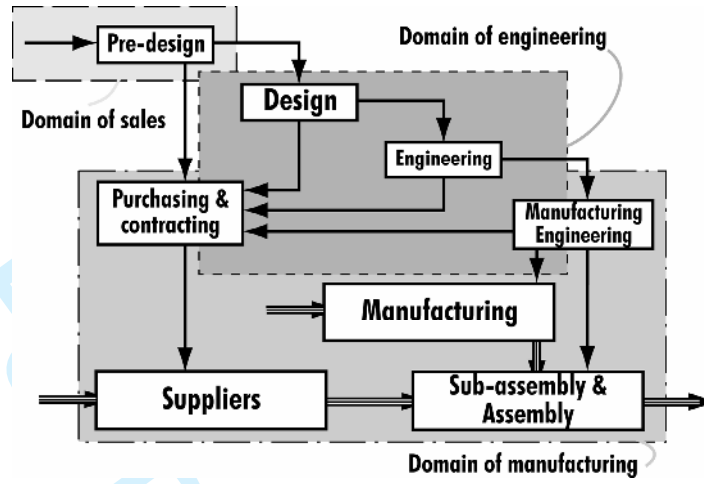 Pre-design
Domain of engineering
Design
Domain of sales
Engineering
Purchasing &
contracting
Manufacturing
Engineering
Manufacturing
Suppliers
Sub-assembly &
Assembly
Domain of manufacturing